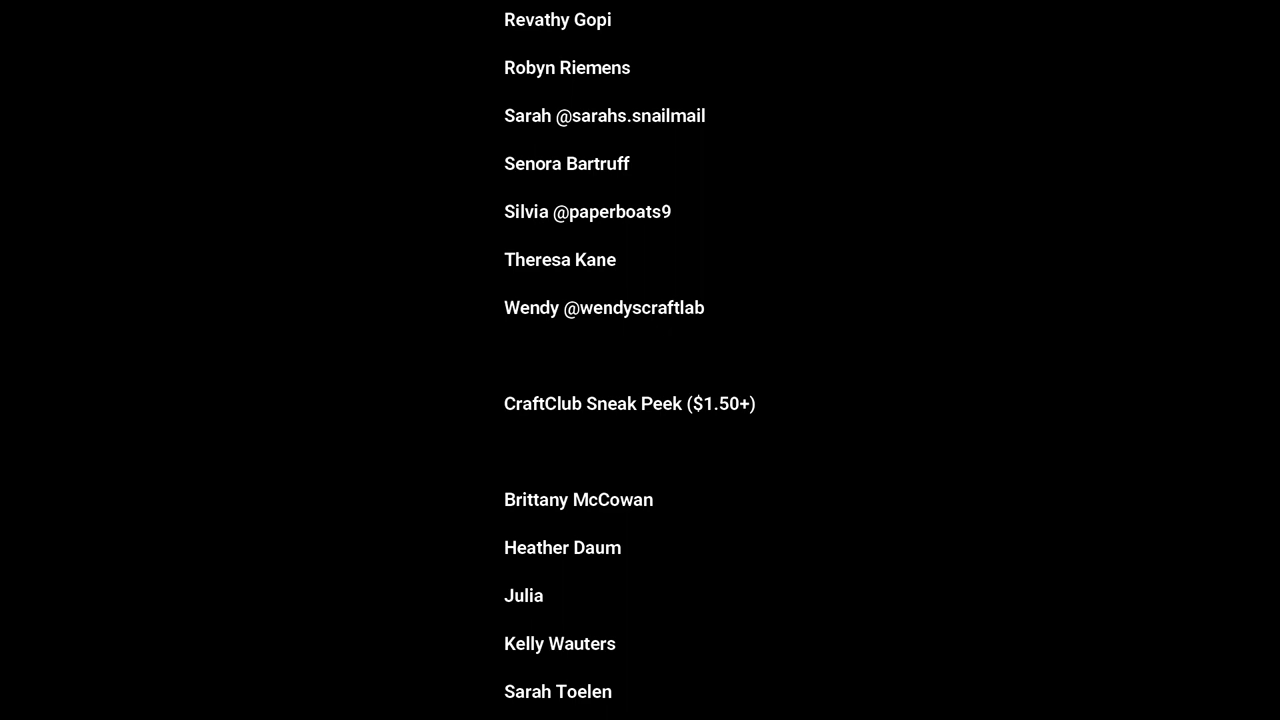 Revathy Gopi
Robyn Riemens
Sarah @sarahs.snailmail
Senora Bartruff
Silvia @paperboats9
Theresa Kane
Wendy @wendyscraftlab
CraftClub Sneak Peek ($1.50+)
Brittany McCowan
Heather Daum
Julia
Kelly Wauters
Sarah Toelen